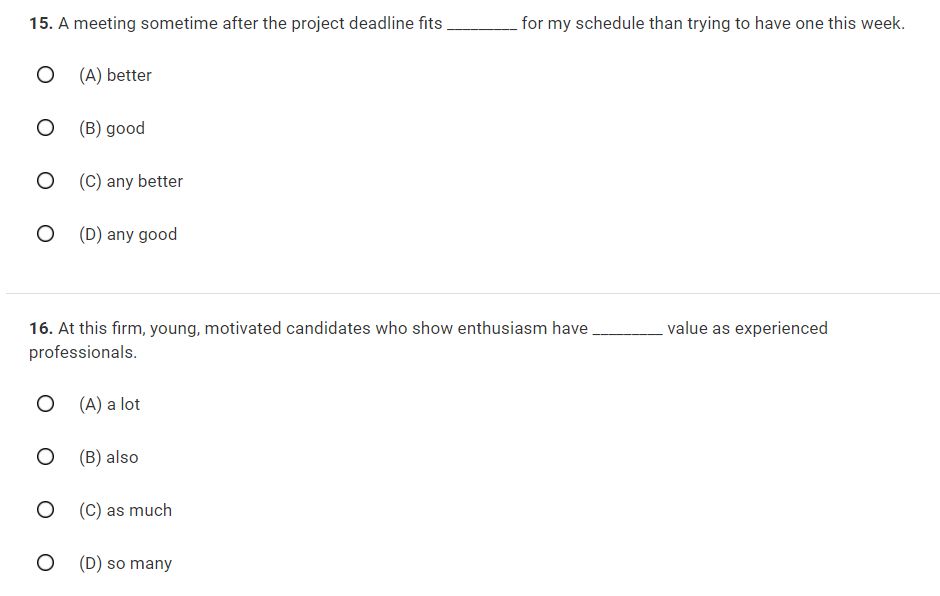 15. A meeting sometime after the project deadline fits ________ for my schedule than trying to have one this week.
(A) better
(B) good
(C) any better
(D) any good
16. At this firm, young, motivated candidates who show enthusiasm have ________ value as experienced
professionals.
(A) a lot
(B) also
(C) as much
(D) so many